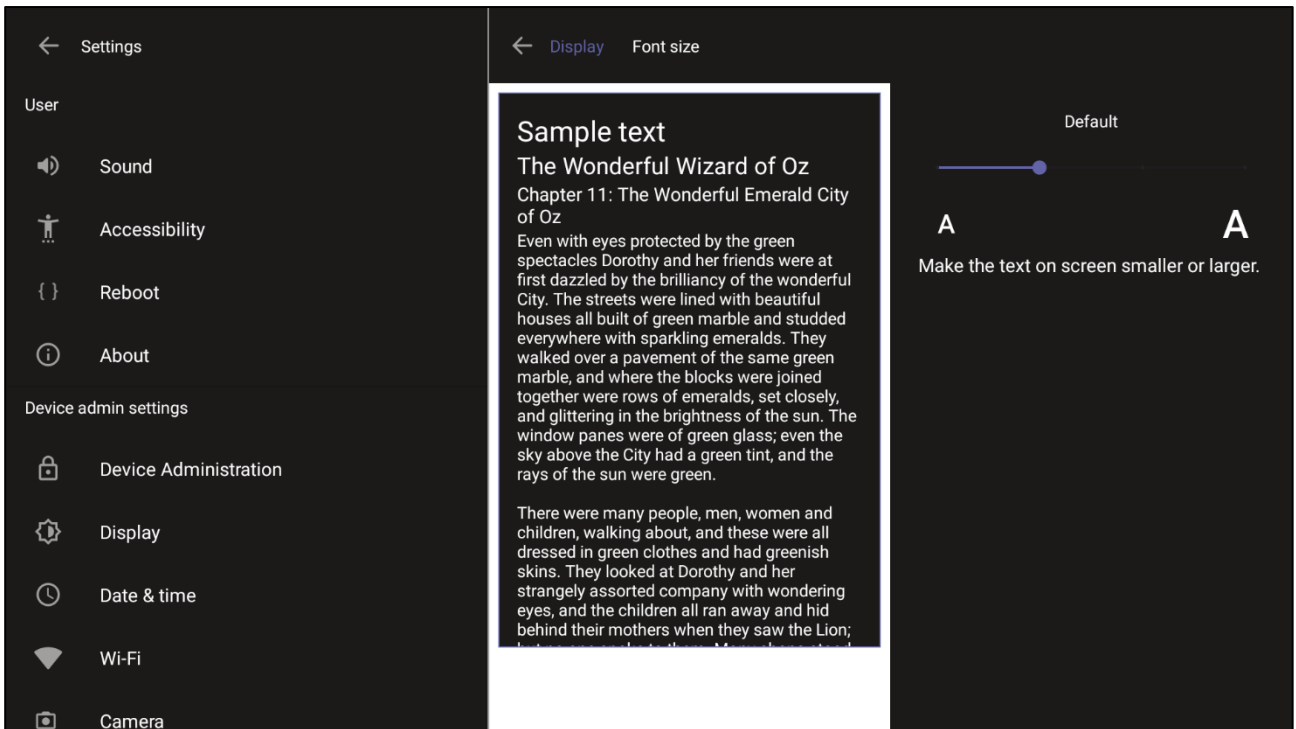 Settings
User
Sound
Accessibility
{ }
Reboot
About
Device admin settings
Device Administration
Display
Date & time
Wi-Fi
Camera
Display Font size
Sample text
The Wonderful Wizard of Oz
Chapter 11: The Wonderful Emerald City
of Oz
Even with eyes protected by the green
spectacles Dorothy and her friends were at
first dazzled by the brilliancy of the wonderful
City. The streets were lined with beautiful
houses all built of green marble and studded
everywhere with sparkling emeralds. They
walked over a pavement of the same green
marble, and where the blocks were joined
together were rows of emeralds, set closely,
and glittering in the brightness of the sun. The
window panes were of green glass; even the
sky above the City had a green tint, and the
rays of the sun were green.
There were many people, men, women and
children, walking about, and these were all
dressed in green clothes and had greenish
skins. They looked at Dorothy and her
strangely assorted company with wondering
eyes, and the children all ran away and hid
behind their mothers when they saw the Lion;
Default
A A
Make the text on screen smaller or larger.